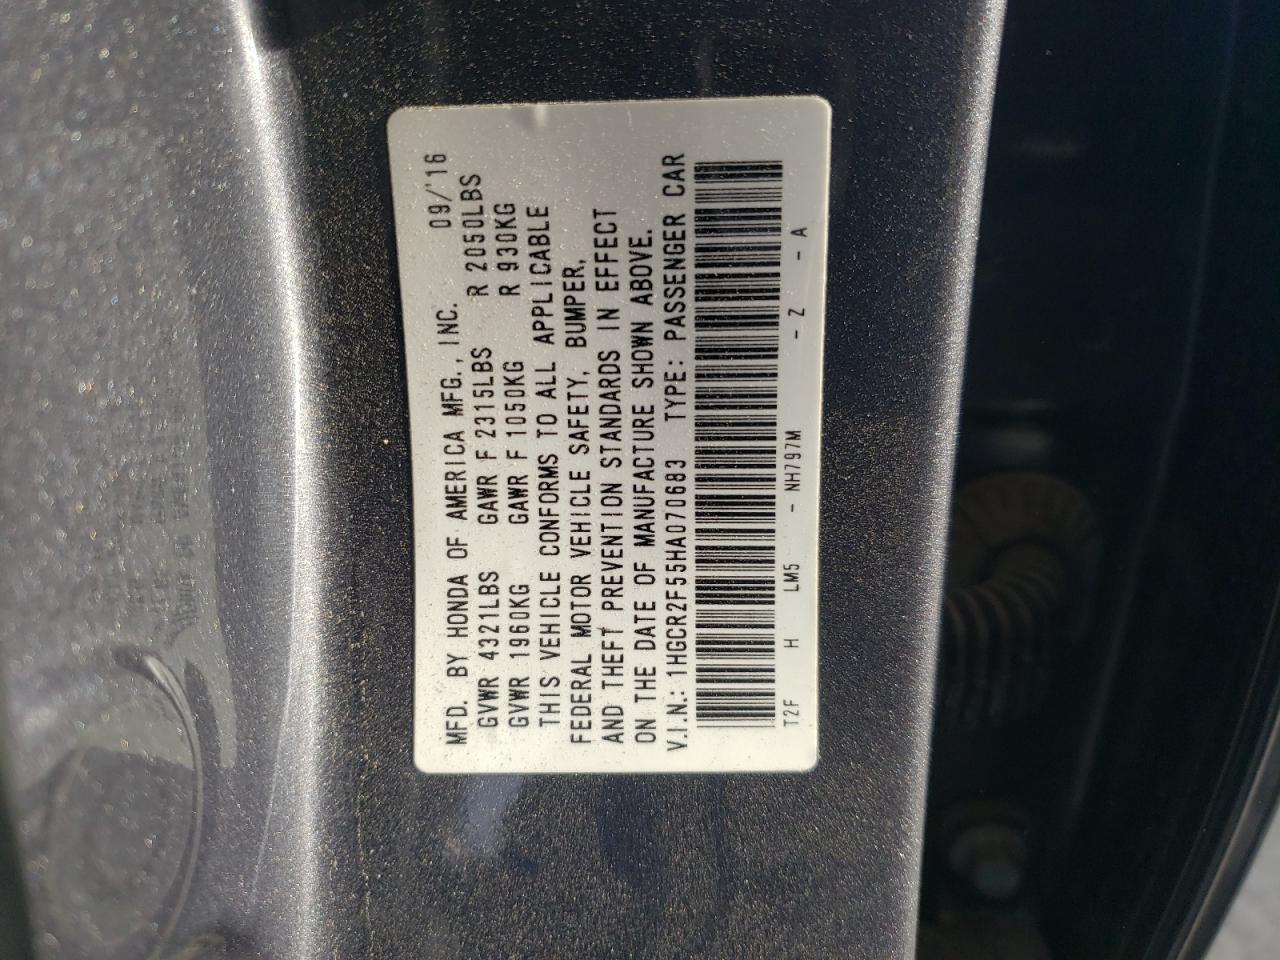 MFD. BY HONDA OF AMERICA MFG., INC. 09/'16
GVWR 4321LBS GAWR F 2315LBS R 2050LBS
GVWR 1960KG GAWR F 1050KG R 930KG
THIS VEHICLE CONFORMS TO ALL APPLICABLE
FEDERAL MOTOR VEHICLE SAFETY, BUMPER,
AND THEFT PREVENTION STANDARDS IN EFFECT
ON THE DATE OF MANUFACTURE SHOWN ABOVE.
V.I.N.: 1HGCR2F55HA070683 TYPE: PASSENGER CAR
T2F H LM5 - NH797M - Z - A